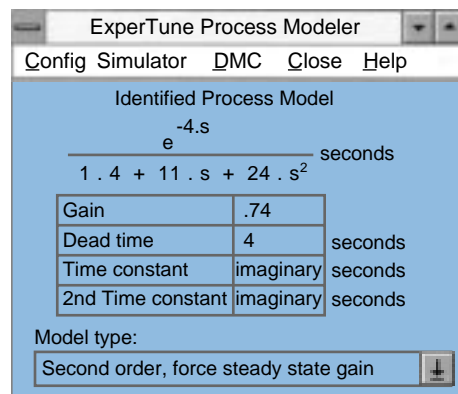 ExperTune Process Modeler
Config Simulator DMC Close Help
Identified Process Model
e^-4.s
1 . 4 + 11 . s + 24 . s² seconds
Gain .74
Dead time 4 seconds
Time constant imaginary seconds
2nd Time constant imaginary seconds
Model type:
Second order, force steady state gain